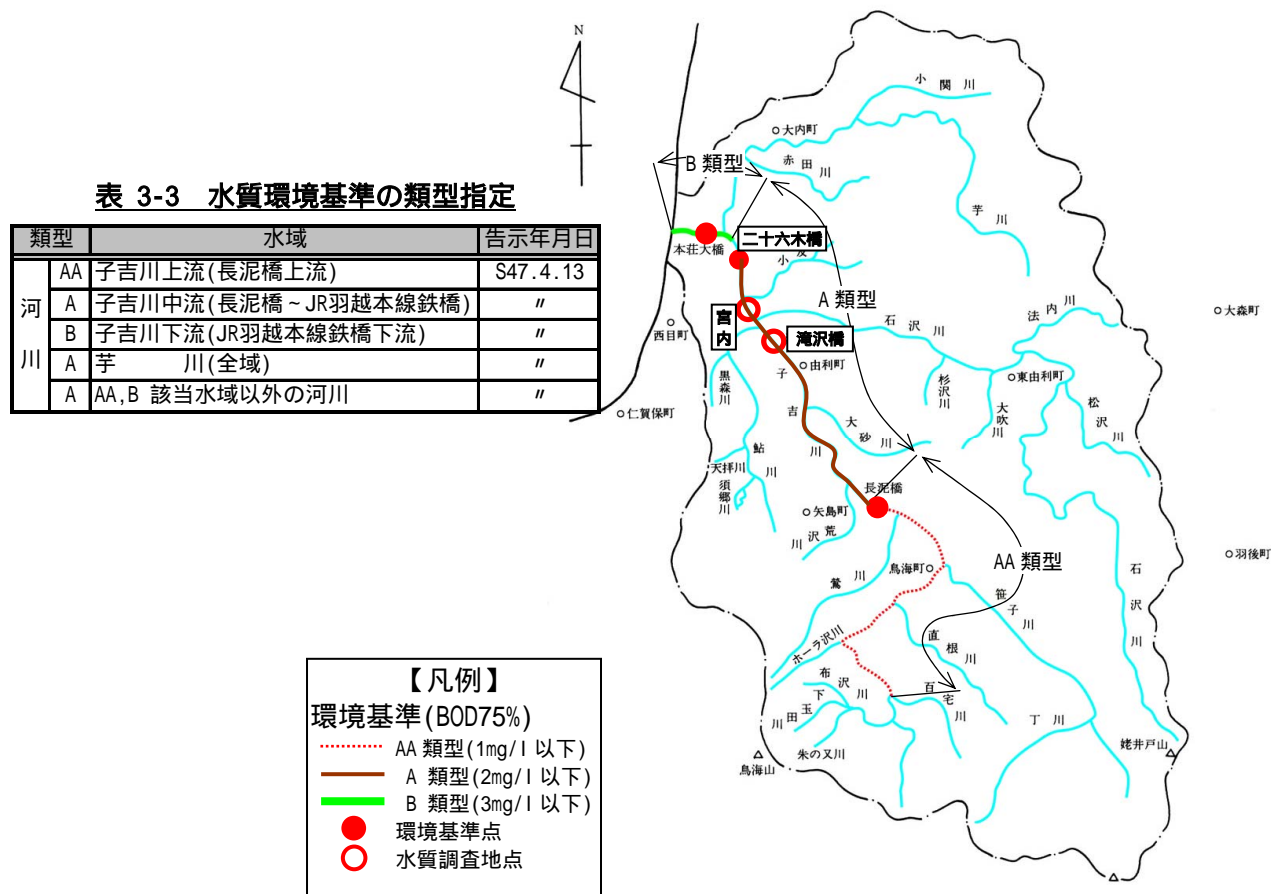 表 3-3 水質環境基準の類型指定
類型 水域 告示年月日
河川
AA 子吉川上流(長泥橋上流) S47.4.13
A 子吉川中流(長泥橋~JR羽越本線鉄橋) 〃
B 子吉川下流(JR羽越本線鉄橋下流) 〃
A 芋 川(全域) 〃
A AA,B 該当水域以外の河川 〃
N
小関川
大内町
B 類型
赤田川
芋川
二十六木橋
本荘大橋
小友
A 類型
宮内
滝沢橋
石沢川
法内川
大森町
西目町
由利町
東由利町
黒森川
子吉川
杉沢川
大吹川
松沢川
仁賀保町
大砂川
鮎川
天拝川
須郷川
長泥橋
矢島町
荒沢川
AA 類型
鳥海町
羽後町
鶯川
笹子川
石沢川
ホーラ沢川
直根川
布沢川
百宅川
下玉田川
丁川
朱の又川
鳥海山
姥井戸山
【凡例】
環境基準(BOD75%)
AA 類型(1mg/l 以下)
A 類型(2mg/l 以下)
B 類型(3mg/l 以下)
環境基準点
水質調査地点